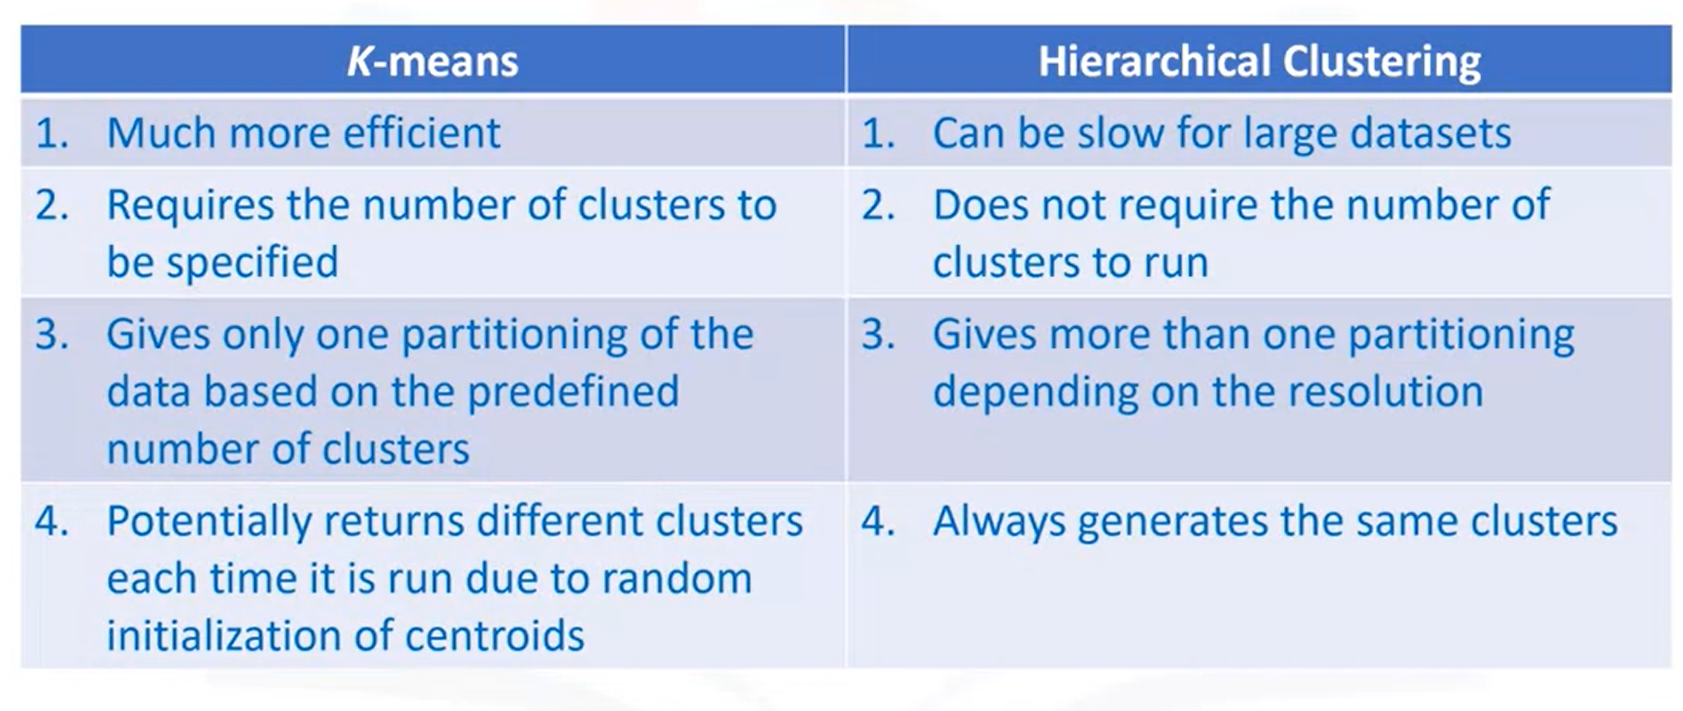 K-means
Hierarchical Clustering
1. Much more efficient
1. Can be slow for large datasets
2. Requires the number of clusters to
be specified
2. Does not require the number of
clusters to run
3. Gives only one partitioning of the
data based on the predefined
number of clusters
3. Gives more than one partitioning
depending on the resolution
4. Potentially returns different clusters
each time it is run due to random
initialization of centroids
4. Always generates the same clusters